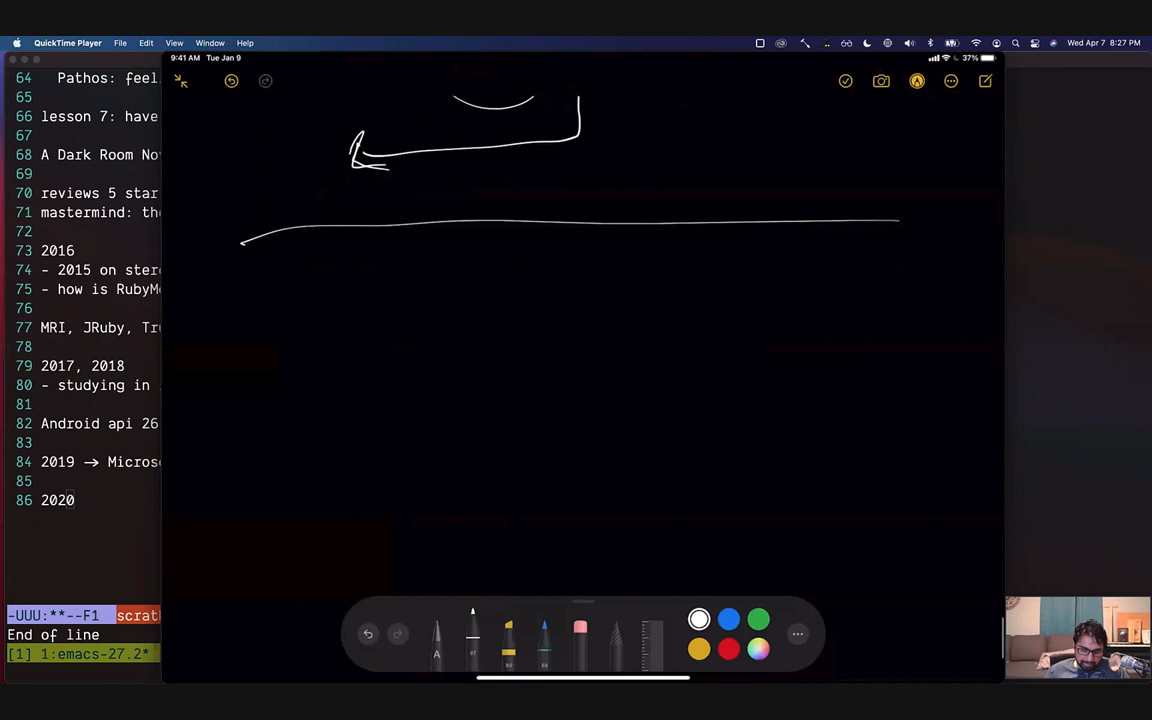 QuickTime Player File Edit View Window Help Wed Apr 7 8:27 PM
9:41 AM Tue Jan 9 37%
64 Pathos: feel
65
66 lesson 7: have
67
68 A Dark Room No
69
70 reviews 5 star
71 mastermind: th
72
73 2016
74 - 2015 on ster
75 - how is RubyM
76
77 MRI, JRuby, Tr
78
79 2017, 2018
80 - studying in
81
82 Android api 26
83
84 2019 → Micros
85
86 2020
-UUU:**--F1 scrat
End of line
[1] 1:emacs-27.2*
A
97
80
50